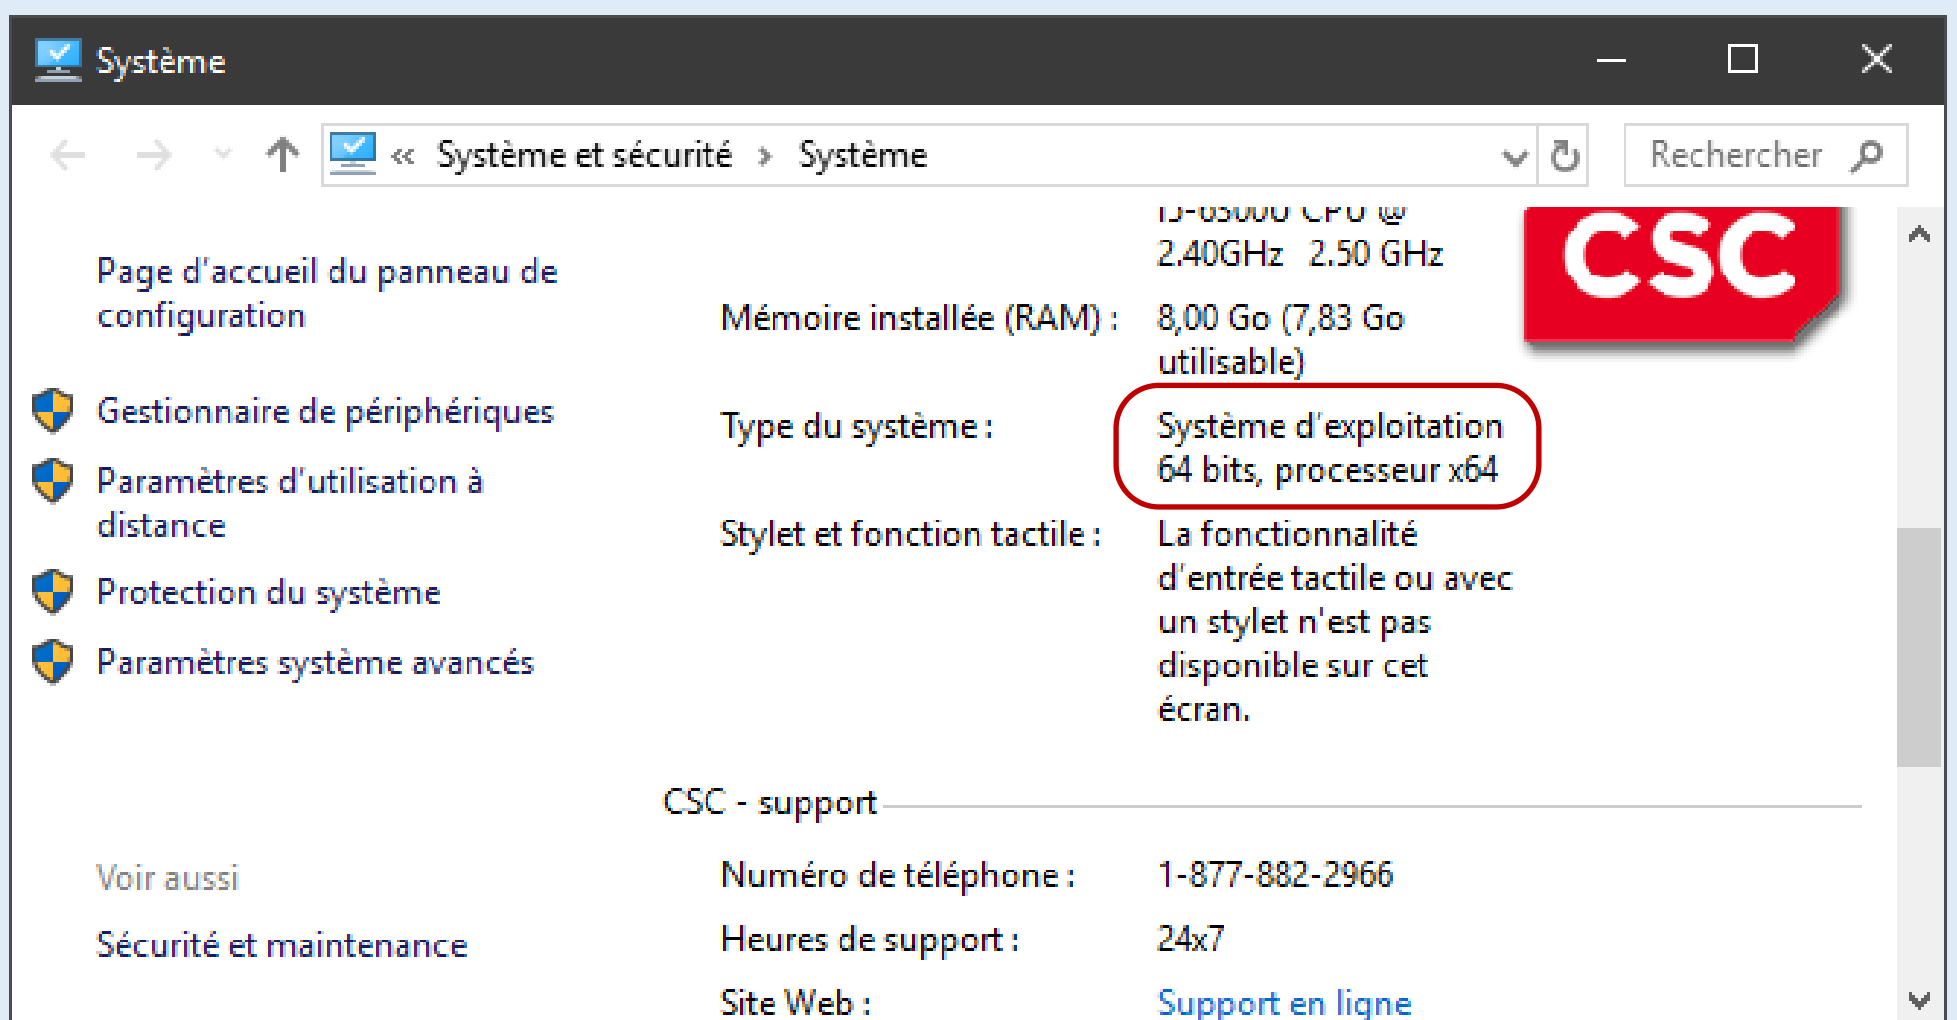 Système
« Système et sécurité › Système
Rechercher
Page d'accueil du panneau de
configuration
Gestionnaire de périphériques
Paramètres d'utilisation à
distance
Protection du système
Paramètres système avancés
Voir aussi
Sécurité et maintenance
CPU @
2.40GHz 2.50 GHz
CSC
Mémoire installée (RAM) : 8,00 Go (7,83 Go
utilisable)
Type du système : Système d'exploitation
64 bits, processeur x64
Stylet et fonction tactile : La fonctionnalité
d'entrée tactile ou avec
un stylet n'est pas
disponible sur cet
écran.
CSC - support
Numéro de téléphone : 1-877-882-2966
Heures de support : 24x7
Site Web : Support en ligne